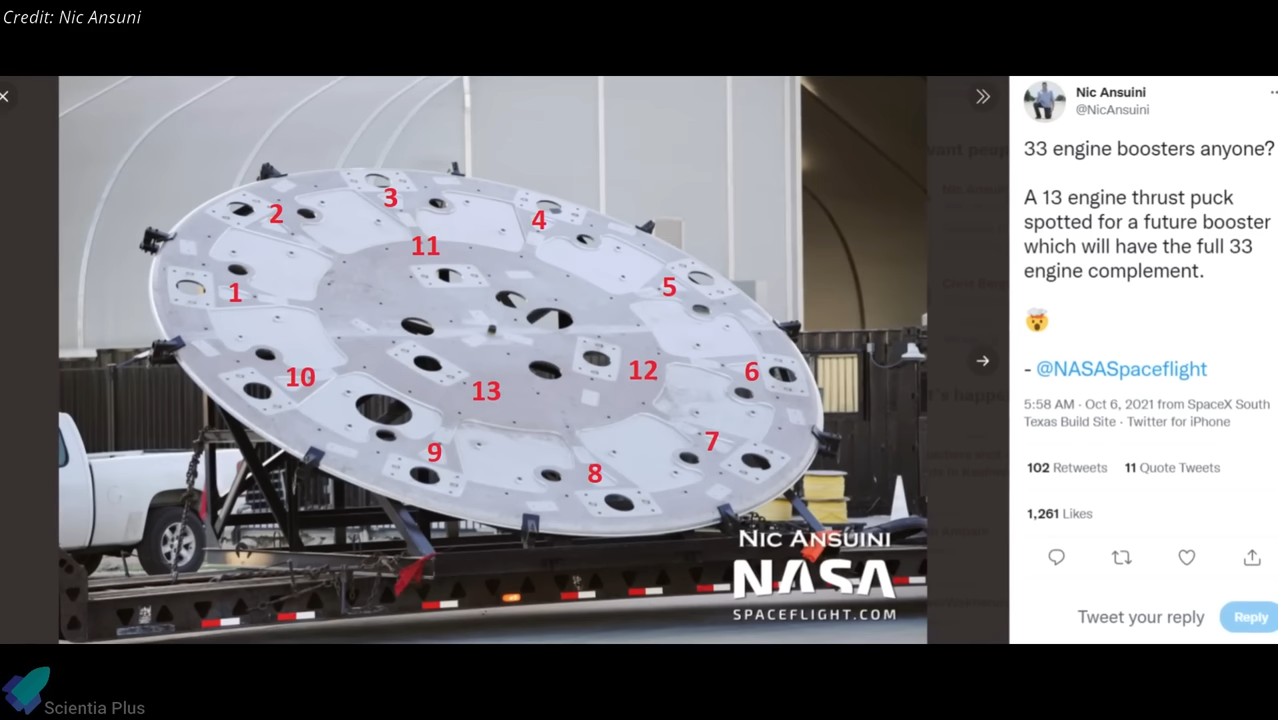 Credit: Nic Ansuni
Nic Ansuini
@NicAnsuini
33 engine boosters anyone?
A 13 engine thrust puck
spotted for a future booster
which will have the full 33
engine complement.
🤯
- @NASASpaceflight
5:58 AM · Oct 6, 2021 from SpaceX South
Texas Build Site · Twitter for iPhone
102 Retweets 11 Quote Tweets
1,261 Likes
Tweet your reply
Reply
1
2
3
4
5
6
7
8
9
10
11
12
13
NIC ANSUINI
NASA
SPACEFLIGHT.COM
Scientia Plus